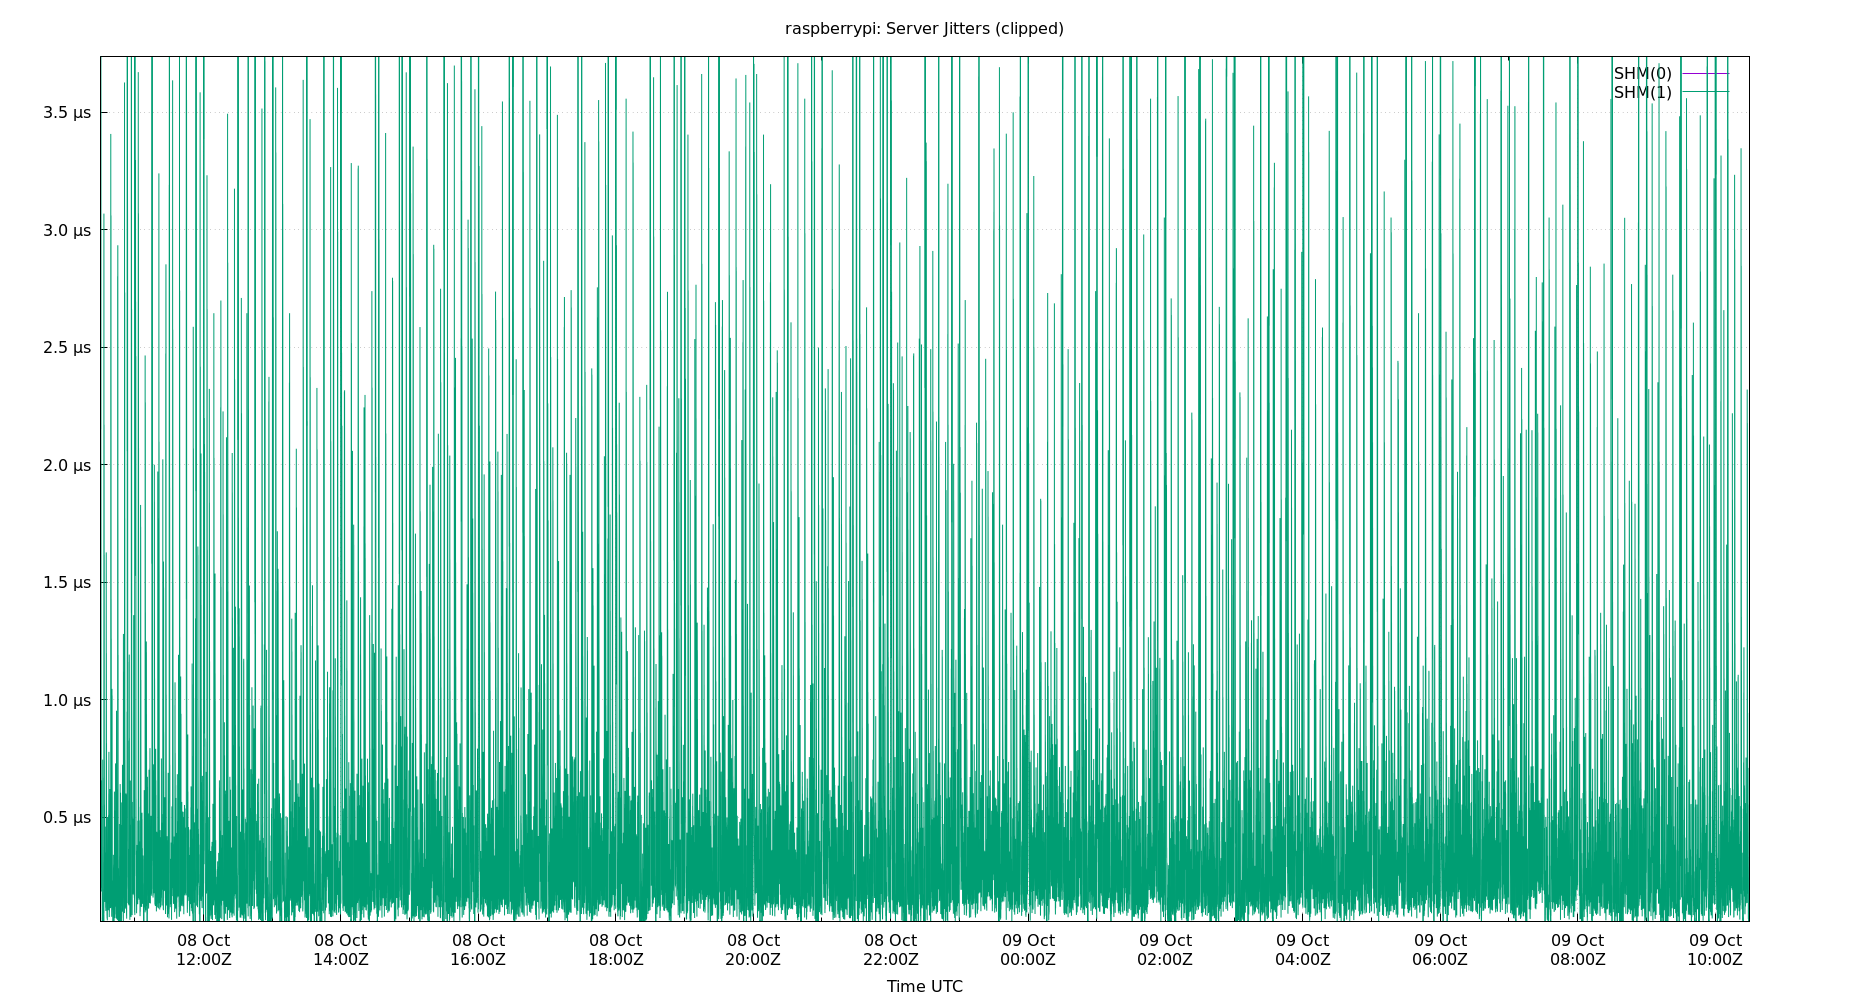 raspberrypi: Server Jitters (clipped)
SHM(0)
SHM(1)
3.5 μs
3.0 μs
2.5 μs
2.0 μs
1.5 μs
1.0 μs
0.5 μs
08 Oct 08 Oct 08 Oct 08 Oct 08 Oct 08 Oct 09 Oct 09 Oct 09 Oct 09 Oct 09 Oct 09 Oct
12:00Z 14:00Z 16:00Z 18:00Z 20:00Z 22:00Z 00:00Z 02:00Z 04:00Z 06:00Z 08:00Z 10:00Z
Time UTC